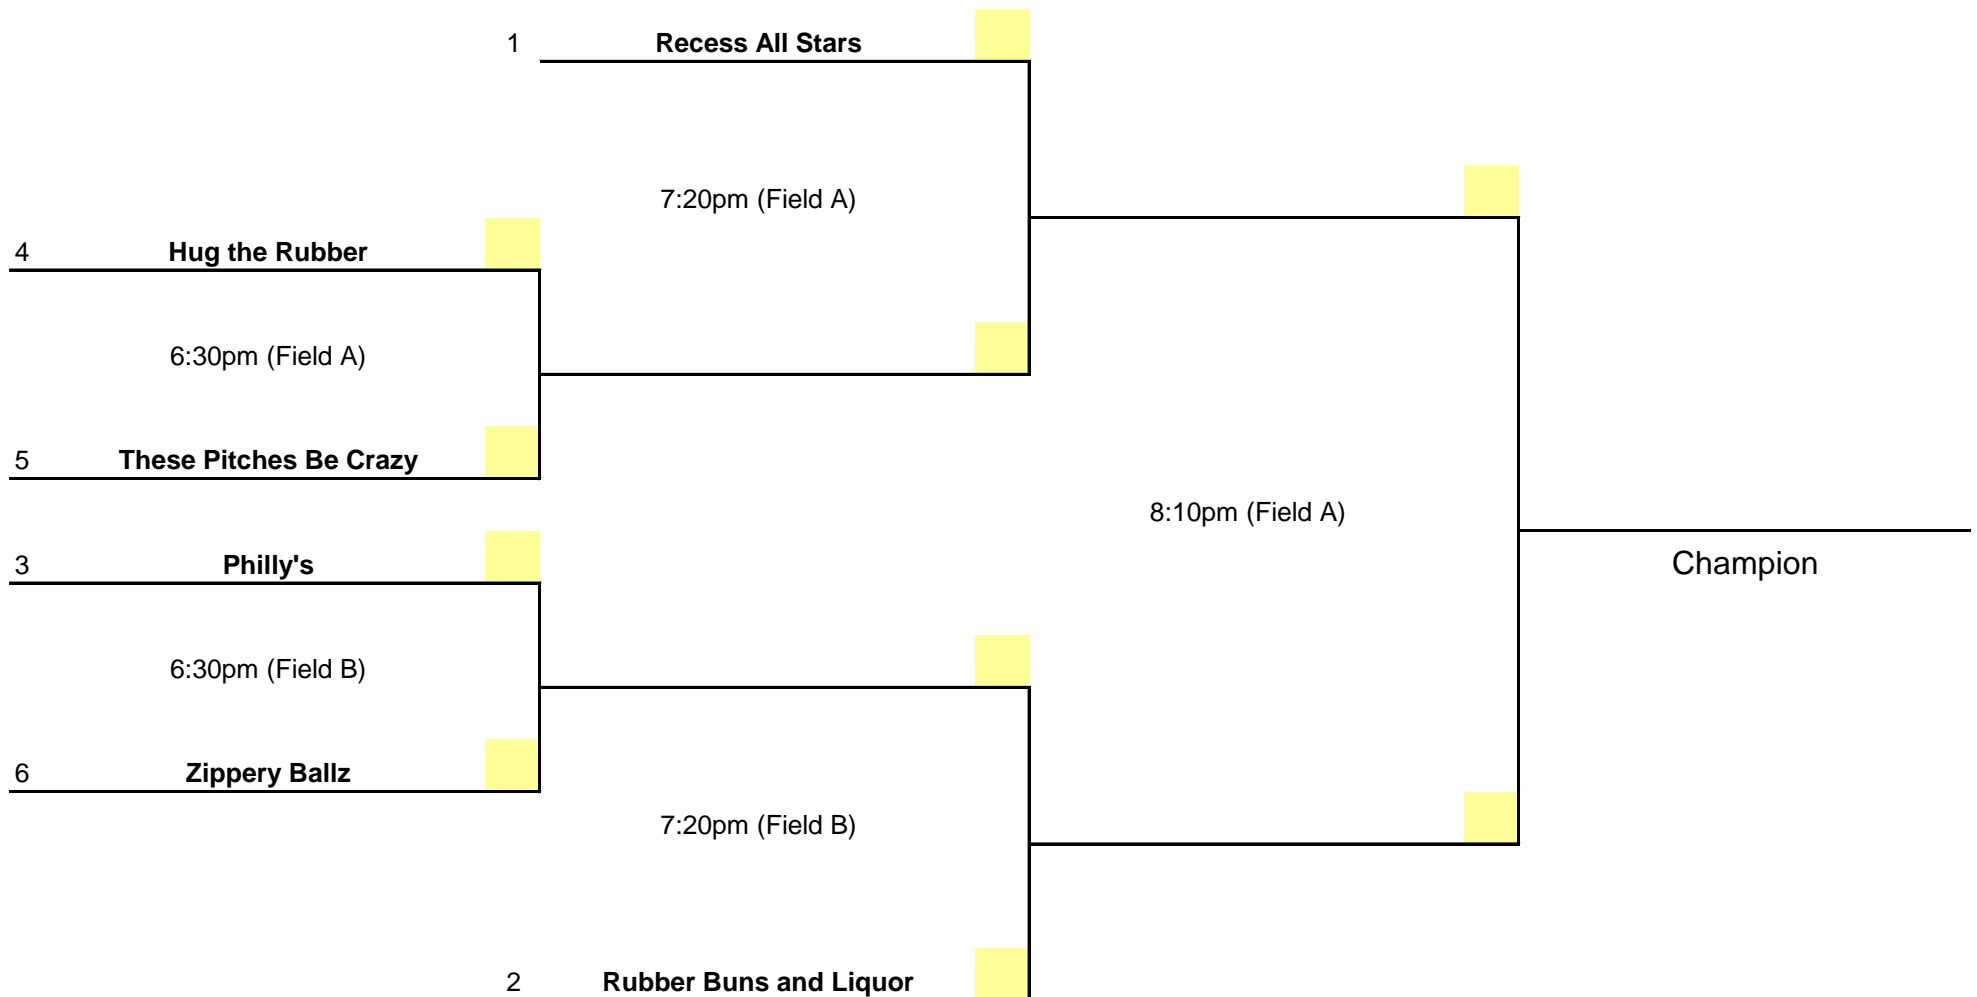 1 Recess All Stars
7:20pm (Field A)
4 Hug the Rubber
6:30pm (Field A)
5 These Pitches Be Crazy
8:10pm (Field A)
Champion
3 Philly's
6:30pm (Field B)
6 Zippery Ballz
7:20pm (Field B)
2 Rubber Buns and Liquor